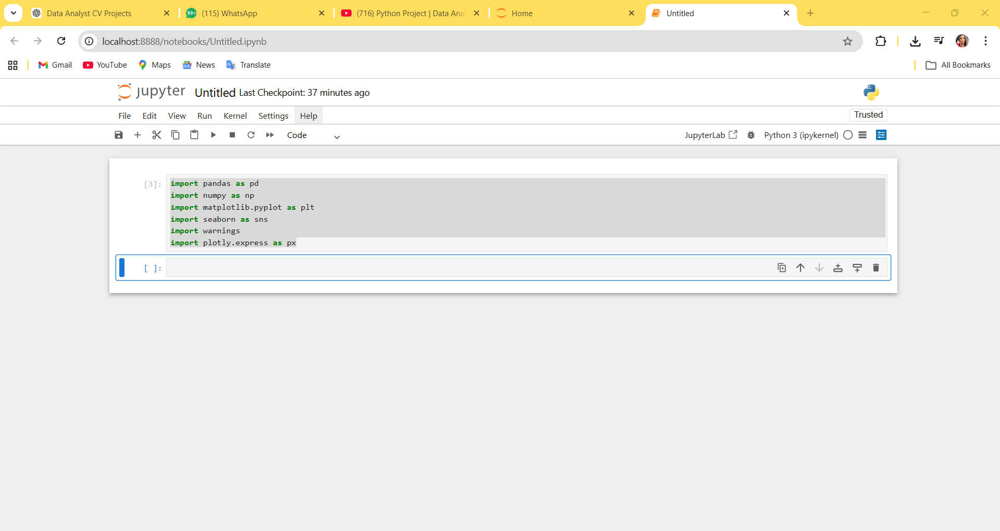 Data Analyst CV Projects
99+ (115) WhatsApp
(716) Python Project | Data Ana
Home
Untitled
localhost:8888/notebooks/Untitled.ipynb
Gmail YouTube Maps News Translate All Bookmarks
jupyter Untitled Last Checkpoint: 37 minutes ago
File Edit View Run Kernel Settings Help Trusted
Code JupyterLab Python 3 (ipykernel)
[3]: import pandas as pd
import numpy as np
import matplotlib.pyplot as plt
import seaborn as sns
import warnings
import plotly.express as px
[ ]: